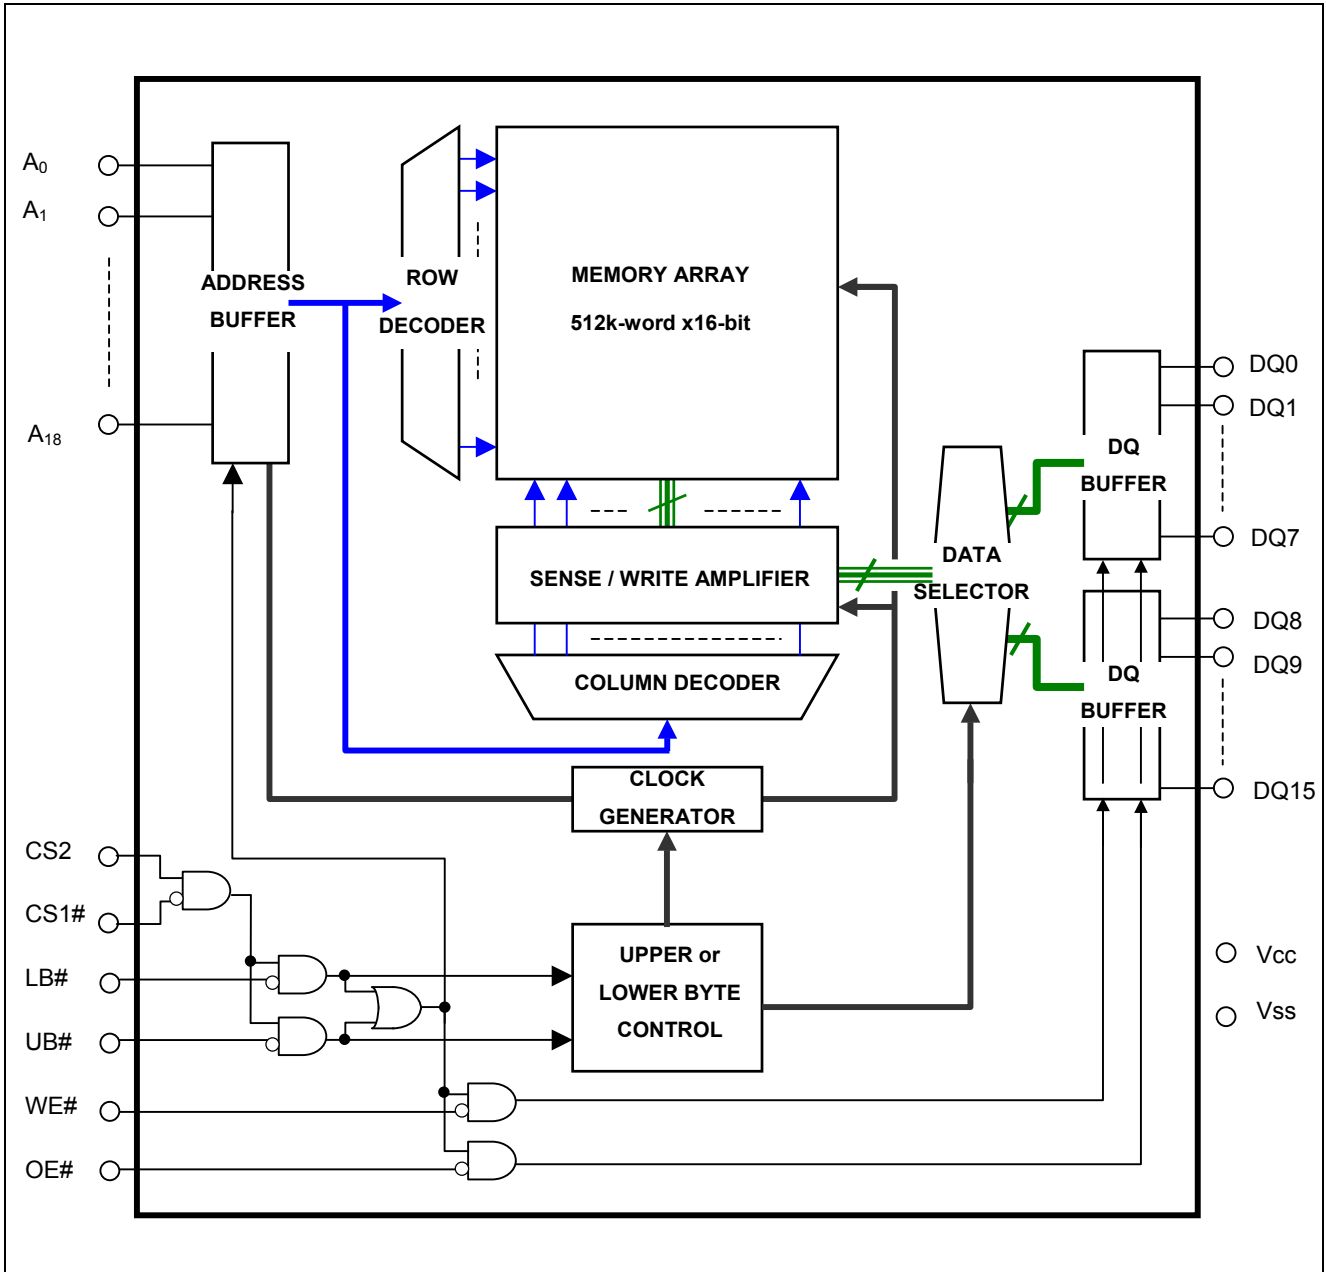 A0
A1
A18
ADDRESS
BUFFER
ROW
DECODER
MEMORY ARRAY
512k-word x16-bit
SENSE / WRITE AMPLIFIER
COLUMN DECODER
CLOCK
GENERATOR
DATA
SELECTOR
DQ
BUFFER
DQ
BUFFER
DQ0
DQ1
DQ7
DQ8
DQ9
DQ15
CS2
CS1#
LB#
UB#
WE#
OE#
UPPER or
LOWER BYTE
CONTROL
Vcc
Vss